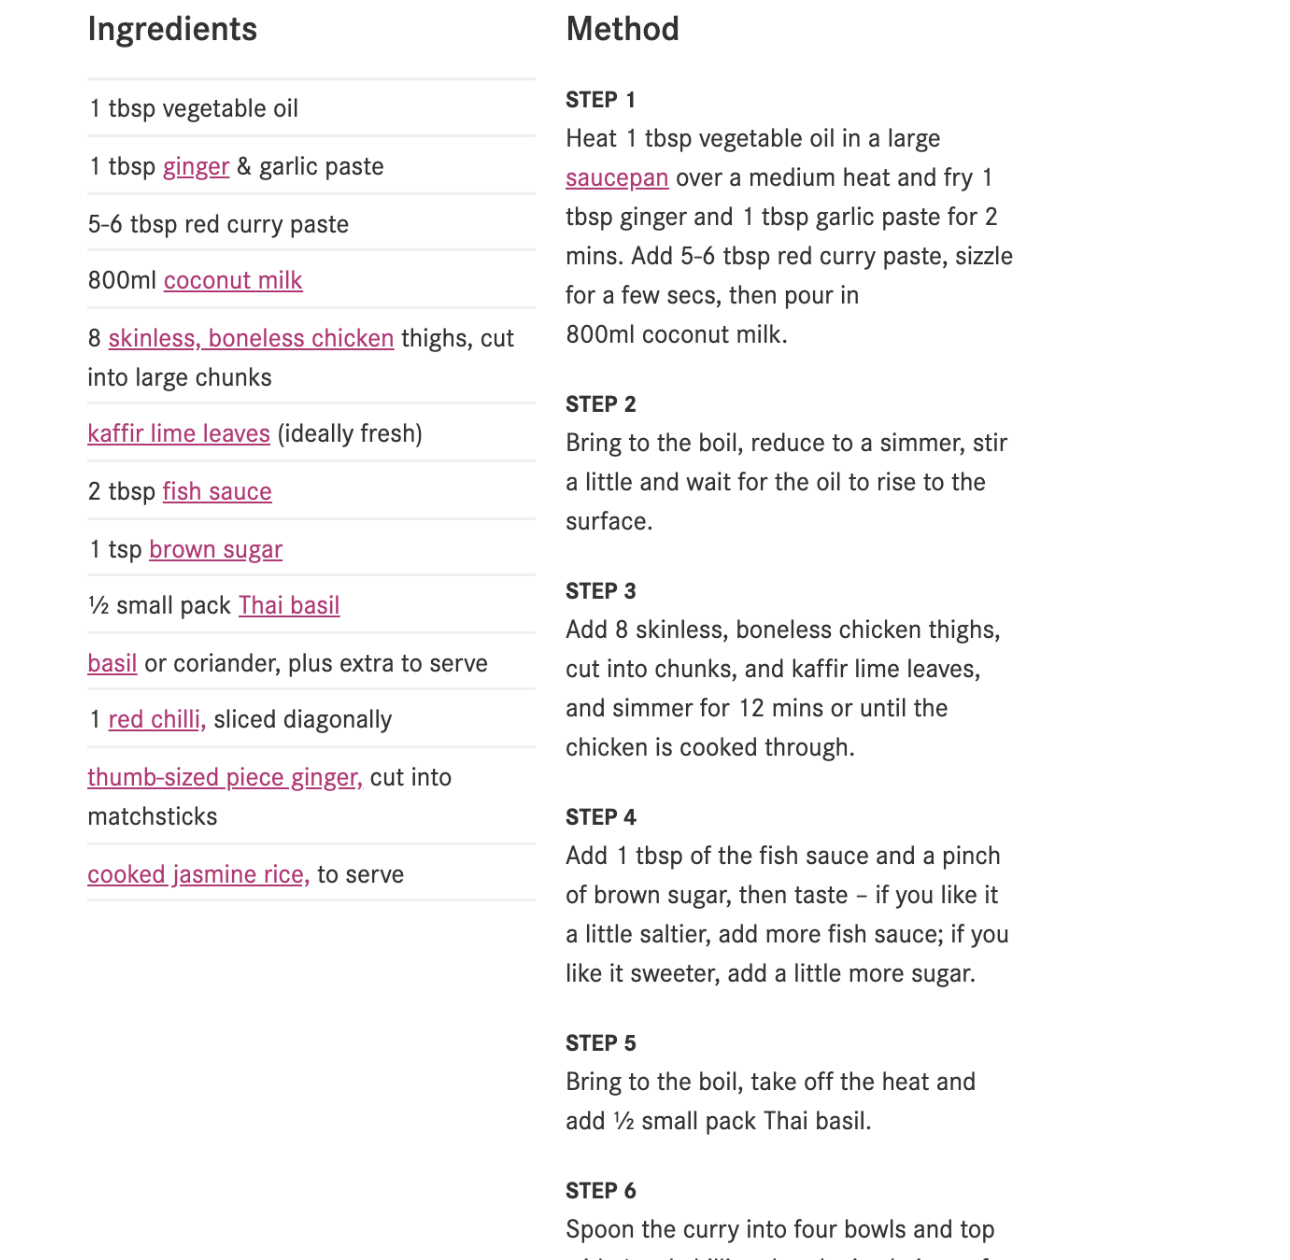 Ingredients
1 tbsp vegetable oil
1 tbsp ginger & garlic paste
5-6 tbsp red curry paste
800ml coconut milk
8 skinless, boneless chicken thighs, cut
into large chunks
kaffir lime leaves (ideally fresh)
2 tbsp fish sauce
1 tsp brown sugar
½ small pack Thai basil
basil or coriander, plus extra to serve
1 red chilli, sliced diagonally
thumb-sized piece ginger, cut into
matchsticks
cooked jasmine rice, to serve
Method
STEP 1
Heat 1 tbsp vegetable oil in a large
saucepan over a medium heat and fry 1
tbsp ginger and 1 tbsp garlic paste for 2
mins. Add 5-6 tbsp red curry paste, sizzle
for a few secs, then pour in
800ml coconut milk.
STEP 2
Bring to the boil, reduce to a simmer, stir
a little and wait for the oil to rise to the
surface.
STEP 3
Add 8 skinless, boneless chicken thighs,
cut into chunks, and kaffir lime leaves,
and simmer for 12 mins or until the
chicken is cooked through.
STEP 4
Add 1 tbsp of the fish sauce and a pinch
of brown sugar, then taste – if you like it
a little saltier, add more fish sauce; if you
like it sweeter, add a little more sugar.
STEP 5
Bring to the boil, take off the heat and
add ½ small pack Thai basil.
STEP 6
Spoon the curry into four bowls and top